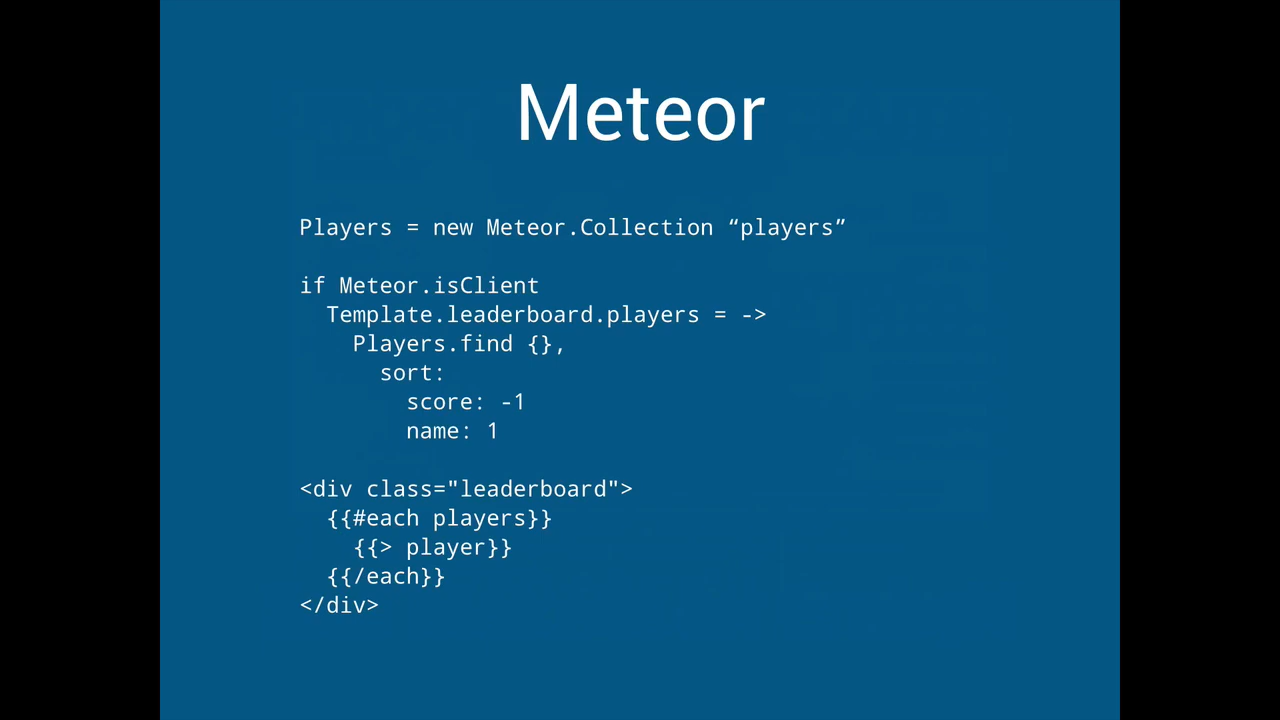 Meteor
Players = new Meteor.Collection “players”
if Meteor.isClient
  Template.leaderboard.players = ->
    Players.find {},
      sort:
        score: -1
        name: 1
<div class="leaderboard">
  {{#each players}}
    {{> player}}
  {{/each}}
</div>